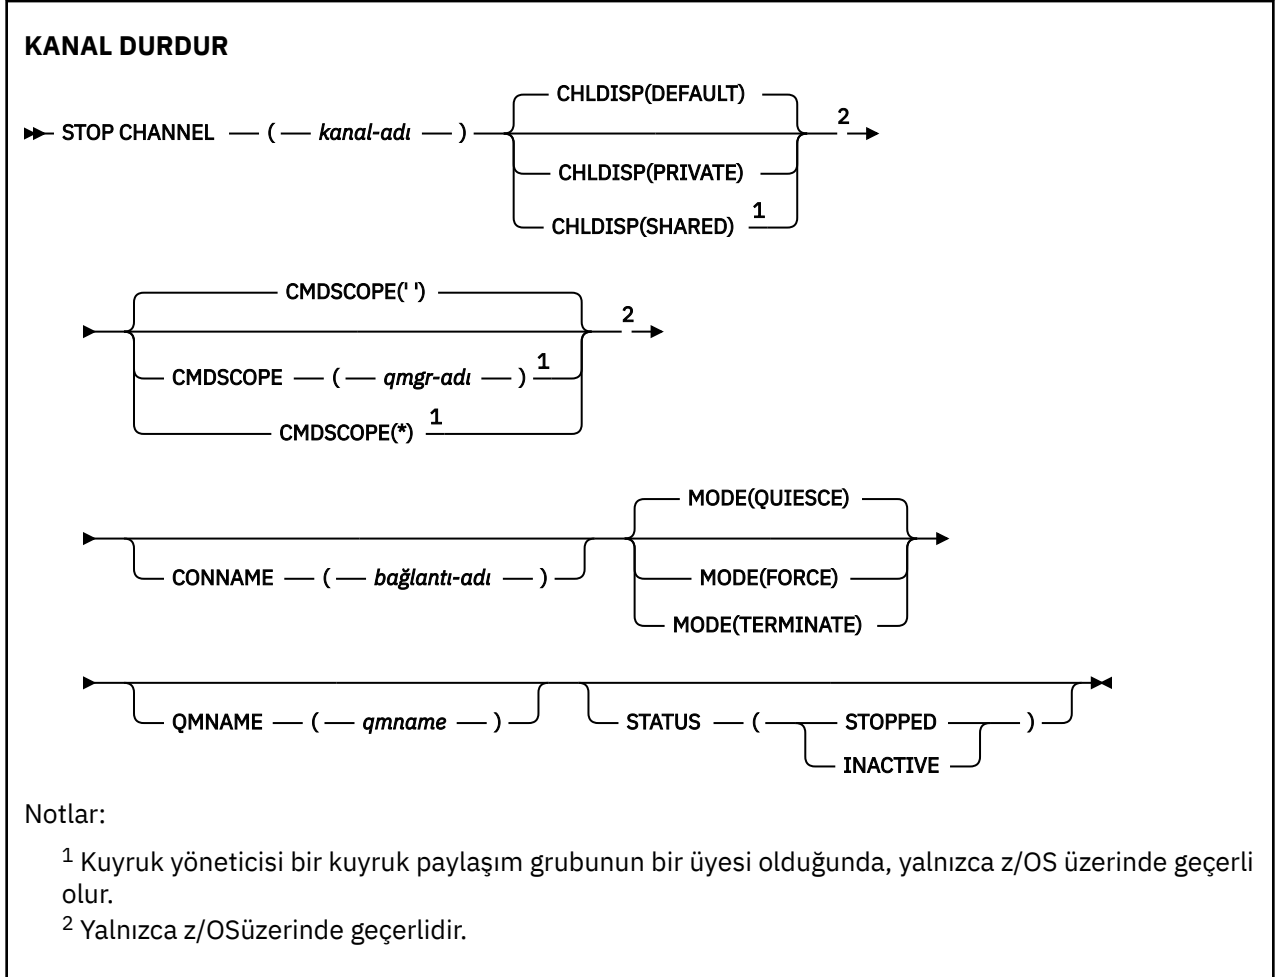 KANAL DURDUR
CHLDISP(DEFAULT)
STOP CHANNEL ( kanal-adı ) 2
CHLDISP(PRIVATE)
CHLDISP(SHARED) 1
CMDSCOPE(' ')
2
CMDSCOPE ( qmgr-adı ) 1
CMDSCOPE(*) 1
MODE(QUIESCE)
CONNAME ( bağlantı-adı ) MODE(FORCE)
MODE(TERMINATE)
QMNAME ( qmname ) STATUS ( STOPPED )
INACTIVE
Notlar:
1 Kuyruk yöneticisi bir kuyruk paylaşım grubunun bir üyesi olduğunda, yalnızca z/OS üzerinde geçerli
olur.
2 Yalnızca z/OSüzerinde geçerlidir.